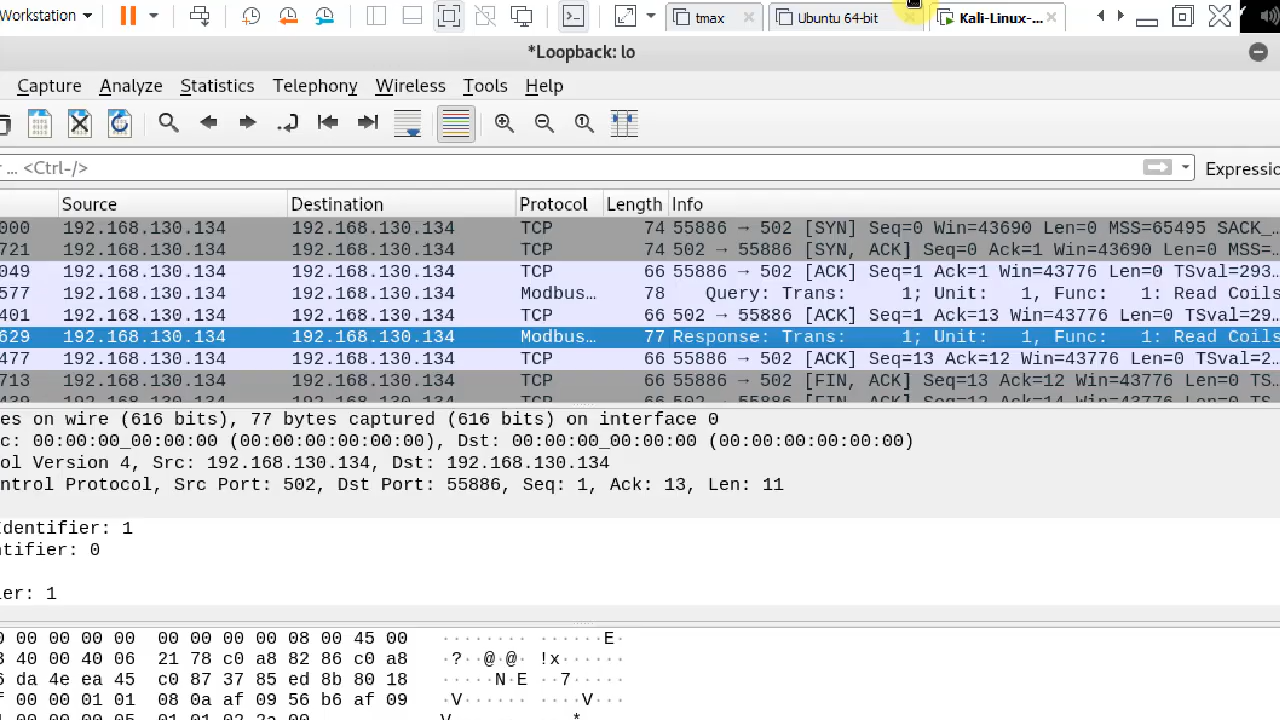 Workstation tmax Ubuntu 64-bit Kali-Linux-...
*Loopback: lo
Capture Analyze Statistics Telephony Wireless Tools Help
... <Ctrl-/> Expressio
Source Destination Protocol Length Info
000 192.168.130.134 192.168.130.134 TCP 74 55886 → 502 [SYN] Seq=0 Win=43690 Len=0 MSS=65495 SACK_…
721 192.168.130.134 192.168.130.134 TCP 74 502 → 55886 [SYN, ACK] Seq=0 Ack=1 Win=43690 Len=0 MSS=…
049 192.168.130.134 192.168.130.134 TCP 66 55886 → 502 [ACK] Seq=1 Ack=1 Win=43776 Len=0 TSval=293…
577 192.168.130.134 192.168.130.134 Modbus… 78 Query: Trans: 1; Unit: 1, Func: 1: Read Coils
401 192.168.130.134 192.168.130.134 TCP 66 502 → 55886 [ACK] Seq=1 Ack=13 Win=43776 Len=0 TSval=29…
629 192.168.130.134 192.168.130.134 Modbus… 77 Response: Trans: 1; Unit: 1, Func: 1: Read Coils
477 192.168.130.134 192.168.130.134 TCP 66 55886 → 502 [ACK] Seq=13 Ack=12 Win=43776 Len=0 TSval=2…
713 192.168.130.134 192.168.130.134 TCP 66 55886 → 502 [FIN, ACK] Seq=13 Ack=12 Win=43776 Len=0 TS…
es on wire (616 bits), 77 bytes captured (616 bits) on interface 0
c: 00:00:00_00:00:00 (00:00:00:00:00:00), Dst: 00:00:00_00:00:00 (00:00:00:00:00:00)
ol Version 4, Src: 192.168.130.134, Dst: 192.168.130.134
ntrol Protocol, Src Port: 502, Dst Port: 55886, Seq: 1, Ack: 13, Len: 11
Identifier: 1
ntifier: 0
ier: 1
0 00 00 00 00 00 00 00 00 08 00 45 00 ········ ······E·
40 00 40 06 21 78 c0 a8 82 86 c0 a8 ·?··@·@· !x······
da 4e ea 45 c0 87 37 85 ed 8b 80 18 ·····N·E ··7·····
00 00 01 01 08 0a af 09 56 b6 af 09 ·V······ ····V···